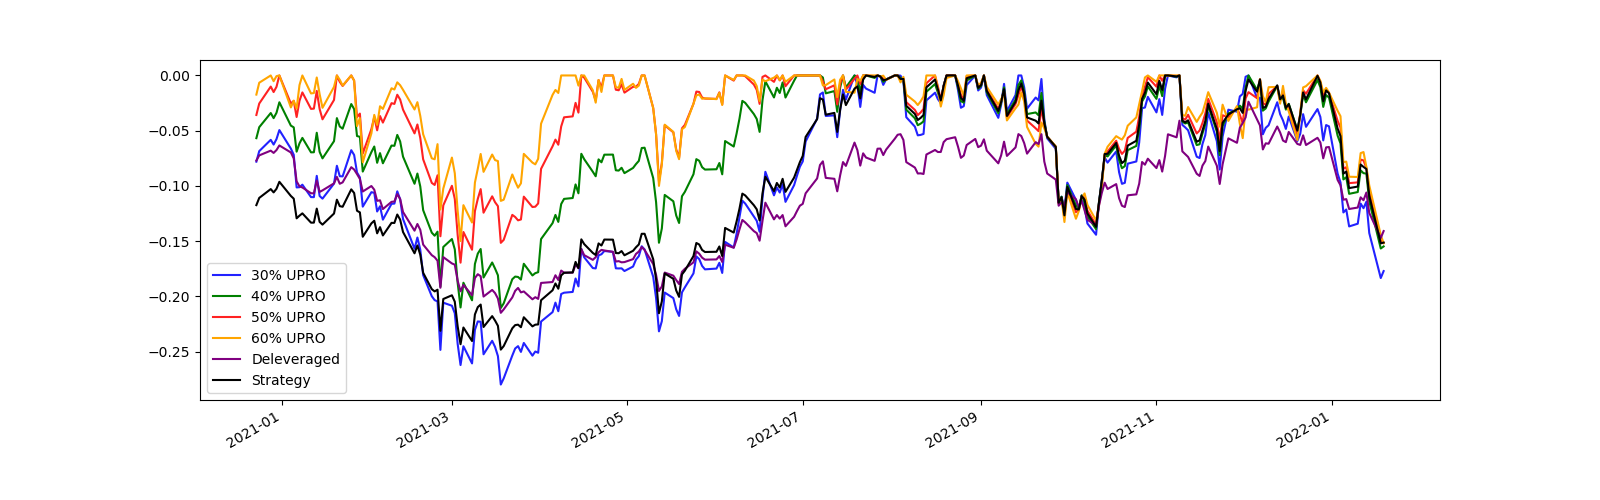 0.00
−0.05
−0.10
−0.15
−0.20
−0.25
30% UPRO
40% UPRO
50% UPRO
60% UPRO
Deleveraged
Strategy
2021-01
2021-03
2021-05
2021-07
2021-09
2021-11
2022-01